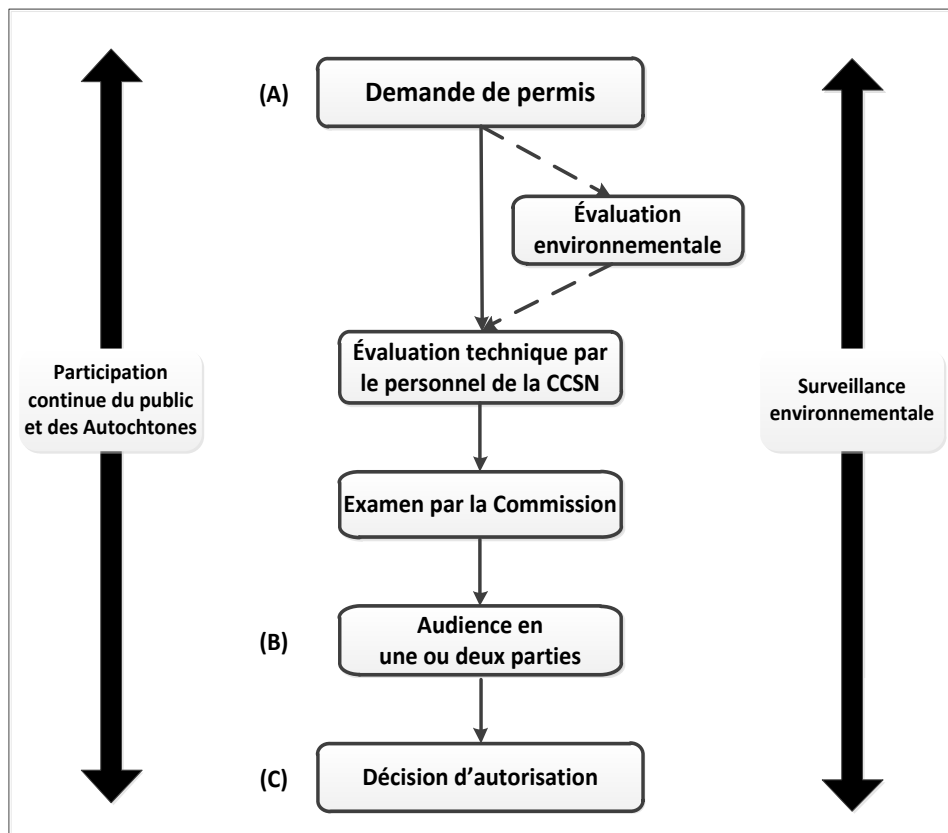 (A)
Demande de permis
Évaluation
environnementale
Évaluation technique par
le personnel de la CCSN
Participation
continue du public
et des Autochtones
Surveillance
environnementale
Examen par la Commission
(B)
Audience en
une ou deux parties
(C)
Décision d’autorisation